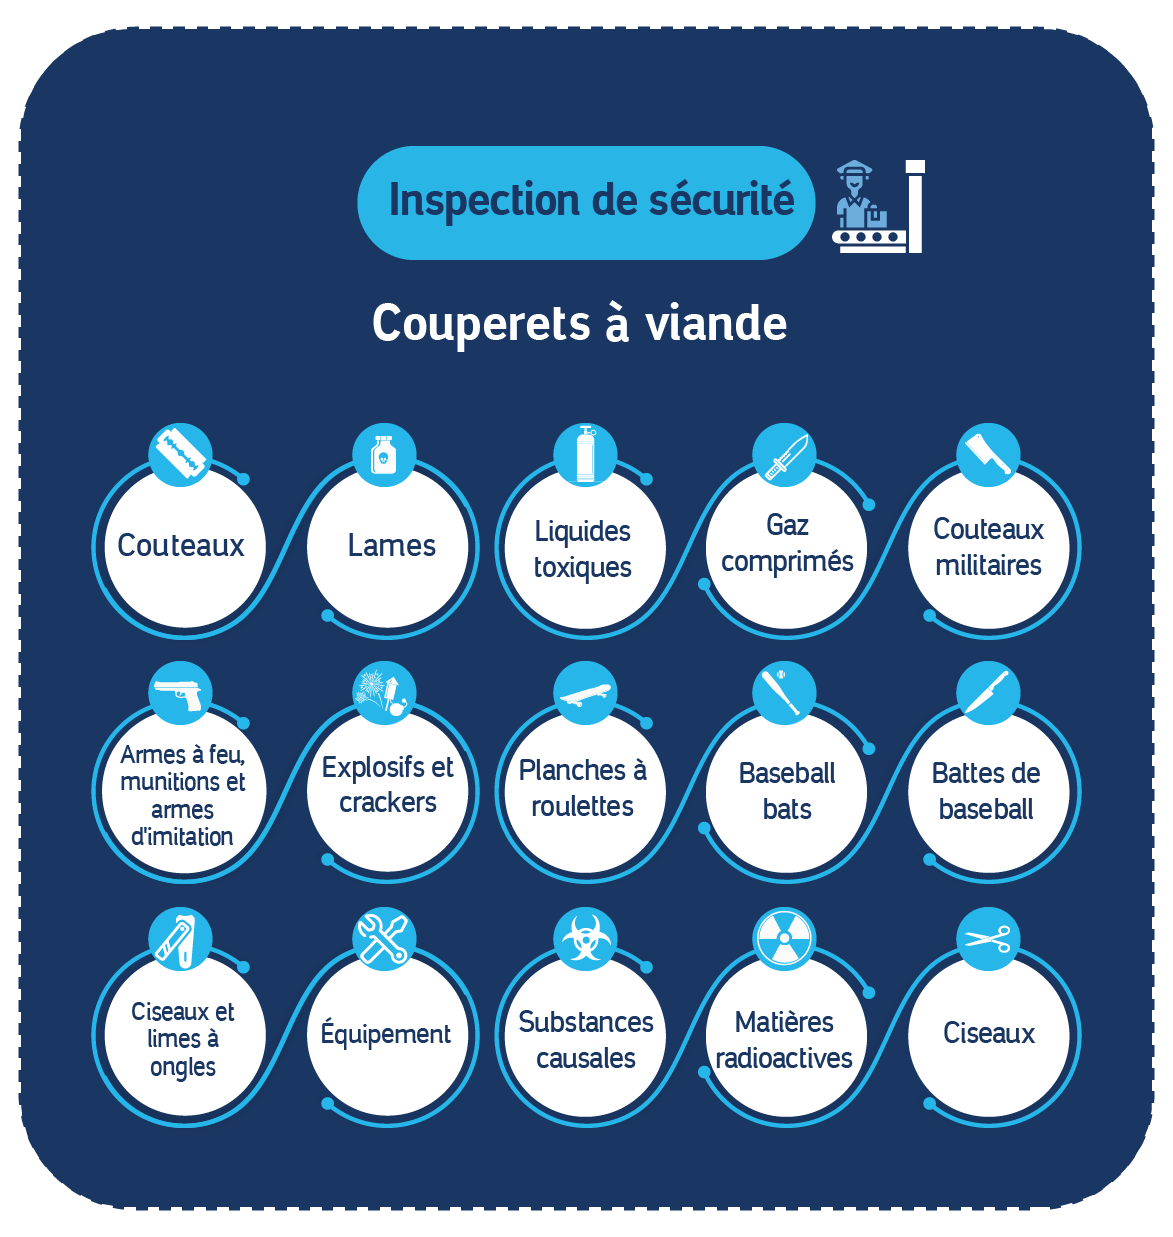 Inspection de sécurité
Couperets à viande
Couteaux
Lames
Liquides
toxiques
Gaz
comprimés
Couteaux
militaires
Armes à feu,
munitions et
armes
d'imitation
Explosifs et
crackers
Planches à
roulettes
Baseball
bats
Battes de
baseball
Ciseaux et
limes à
ongles
Équipement
Substances
causales
Matières
radioactives
Ciseaux